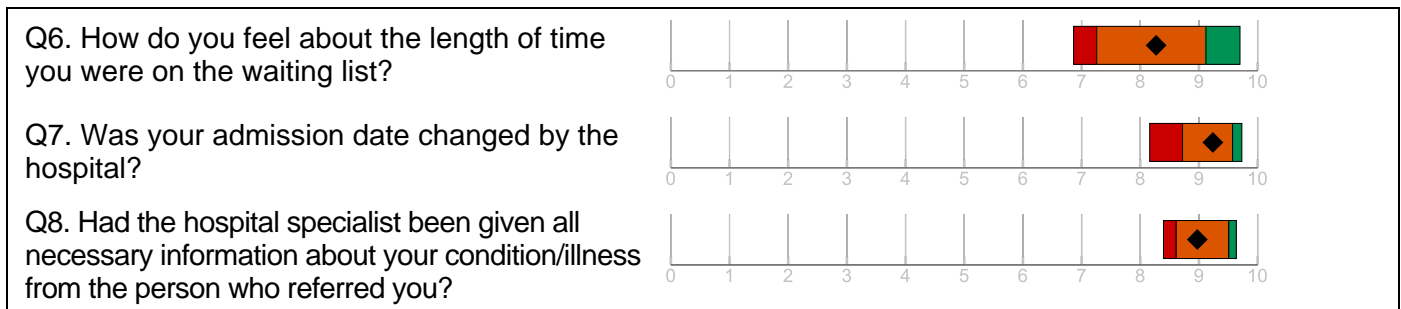 Q6. How do you feel about the length of time
you were on the waiting list?
0 1 2 3 4 5 6 7 8 9 10
Q7. Was your admission date changed by the
hospital?
0 1 2 3 4 5 6 7 8 9 10
Q8. Had the hospital specialist been given all
necessary information about your condition/illness
from the person who referred you?
0 1 2 3 4 5 6 7 8 9 10